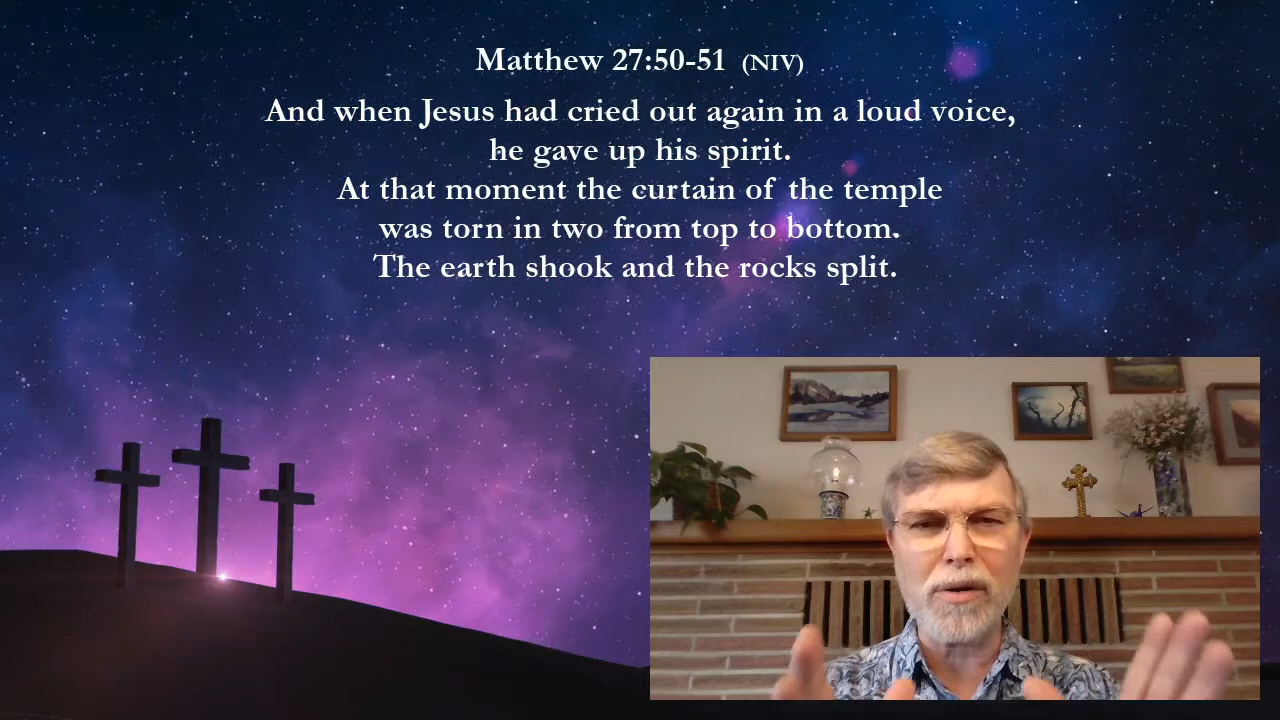 Matthew 27:50-51 (NIV)
And when Jesus had cried out again in a loud voice,
he gave up his spirit.
At that moment the curtain of the temple
was torn in two from top to bottom.
The earth shook and the rocks split.